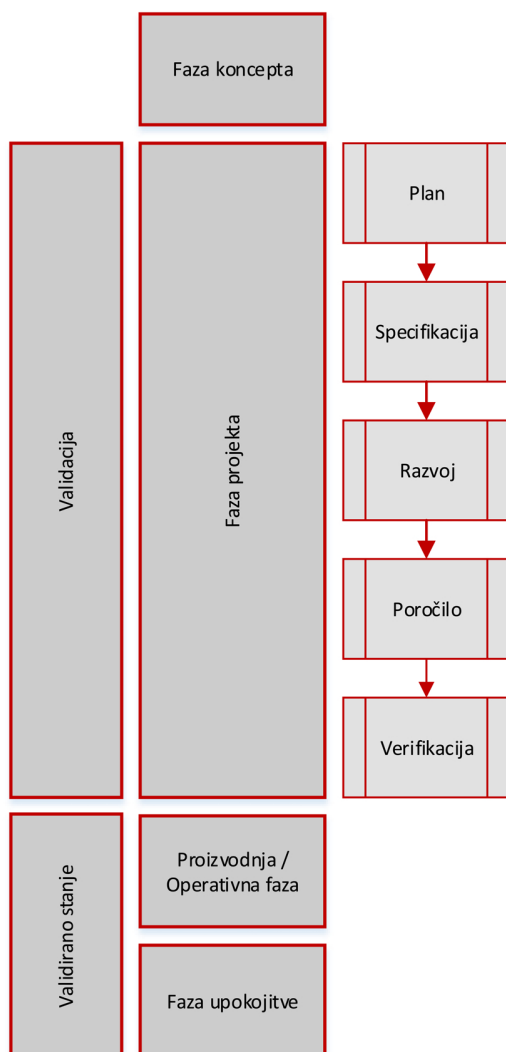 Faza koncepta
Validacija
Faza projekta
Plan
Specifikacija
Razvoj
Poročilo
Verifikacija
Validirano stanje
Proizvodnja /
Operativna faza
Faza upokojitve